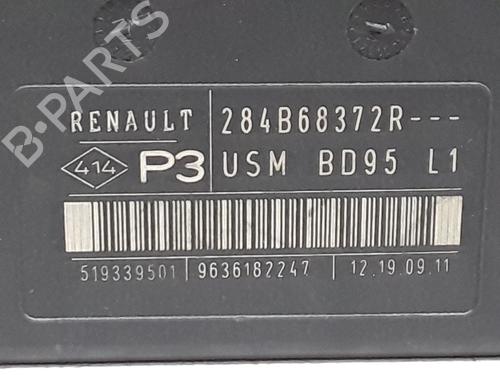 B-PARTS
RENAULT 284B68372R---
414 P3 USM BD95 L1
519339501 9636182247 12.19.09.11